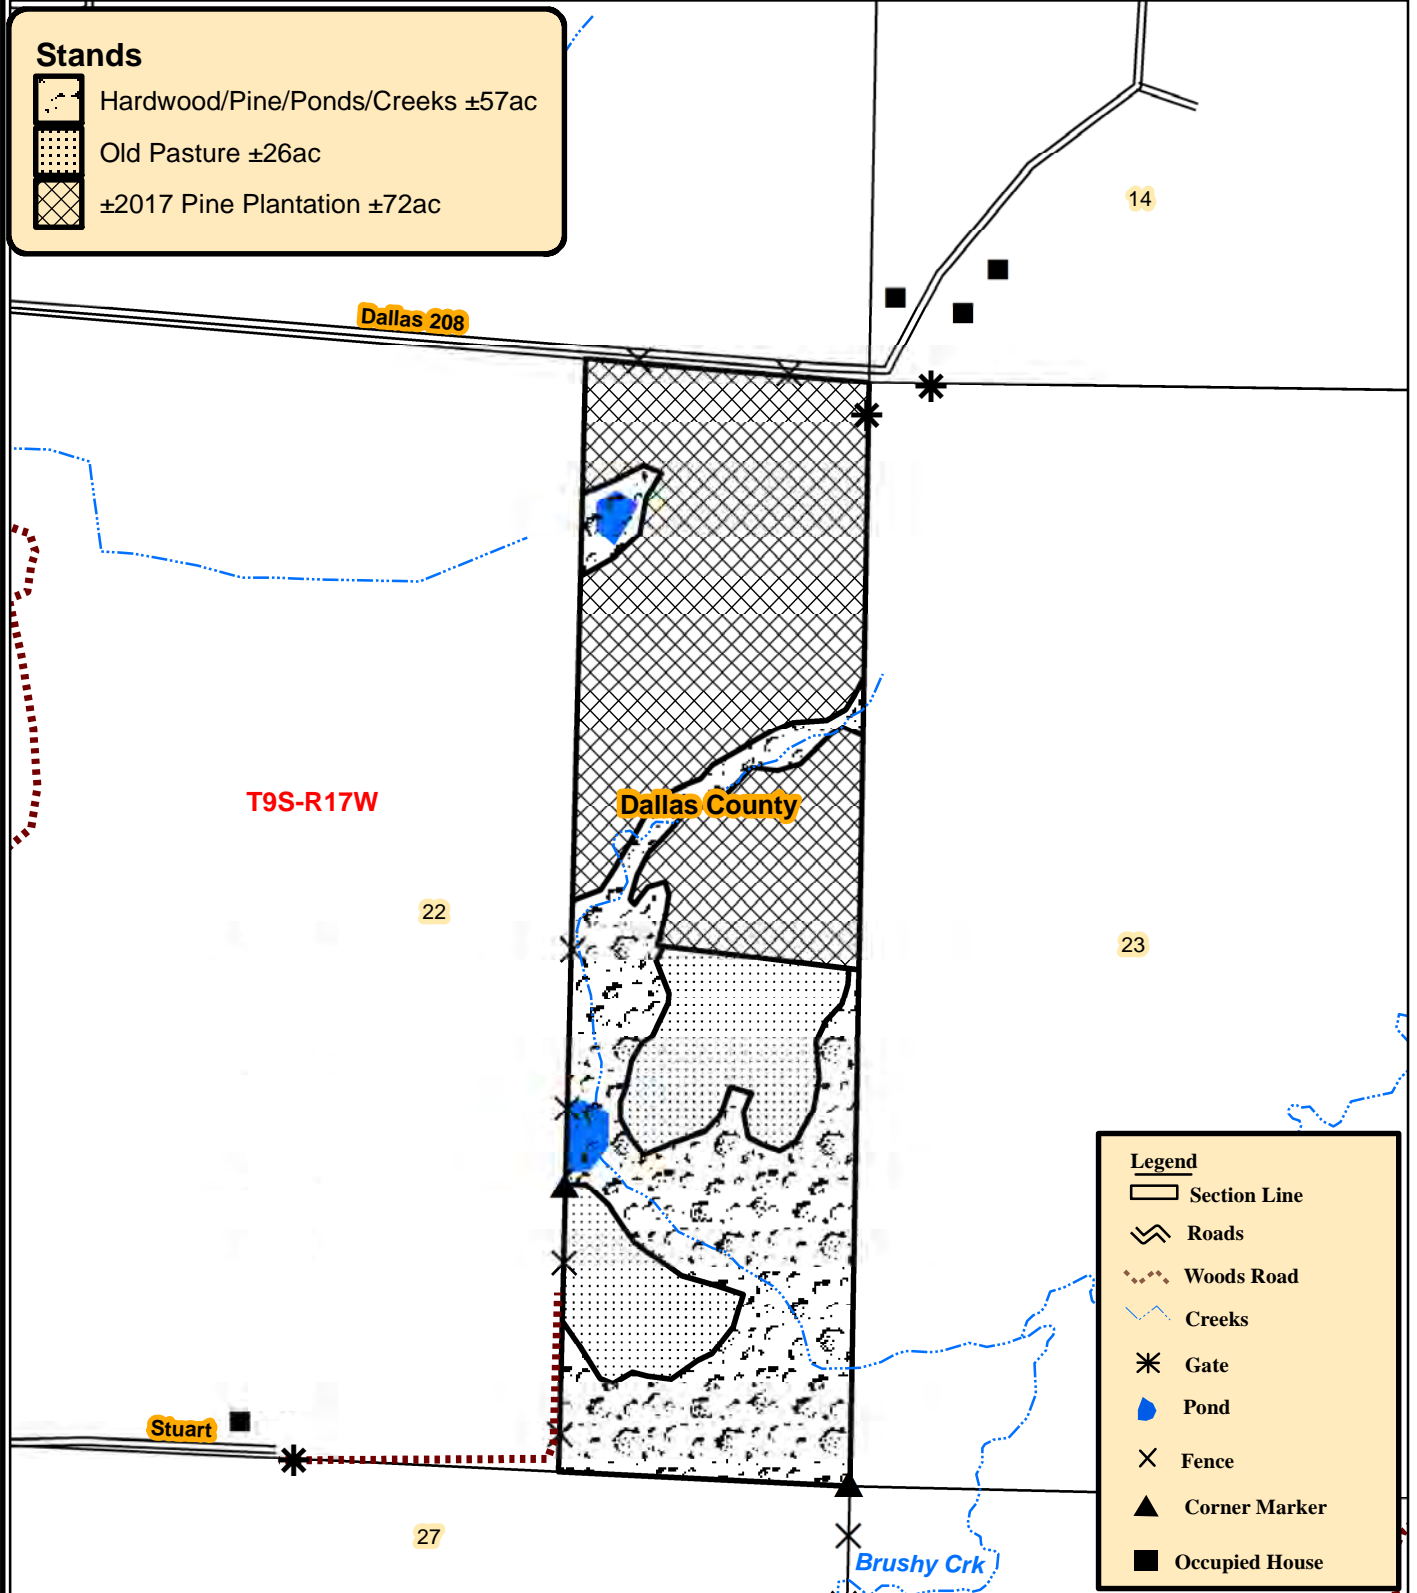 Stands
Hardwood/Pine/Ponds/Creeks ±57ac
Old Pasture ±26ac
±2017 Pine Plantation ±72ac
14
Dallas 208
T9S-R17W
Dallas County
22
23
Stuart
27
Brushy Crk
Legend
Section Line
Roads
Woods Road
Creeks
Gate
Pond
Fence
Corner Marker
Occupied House